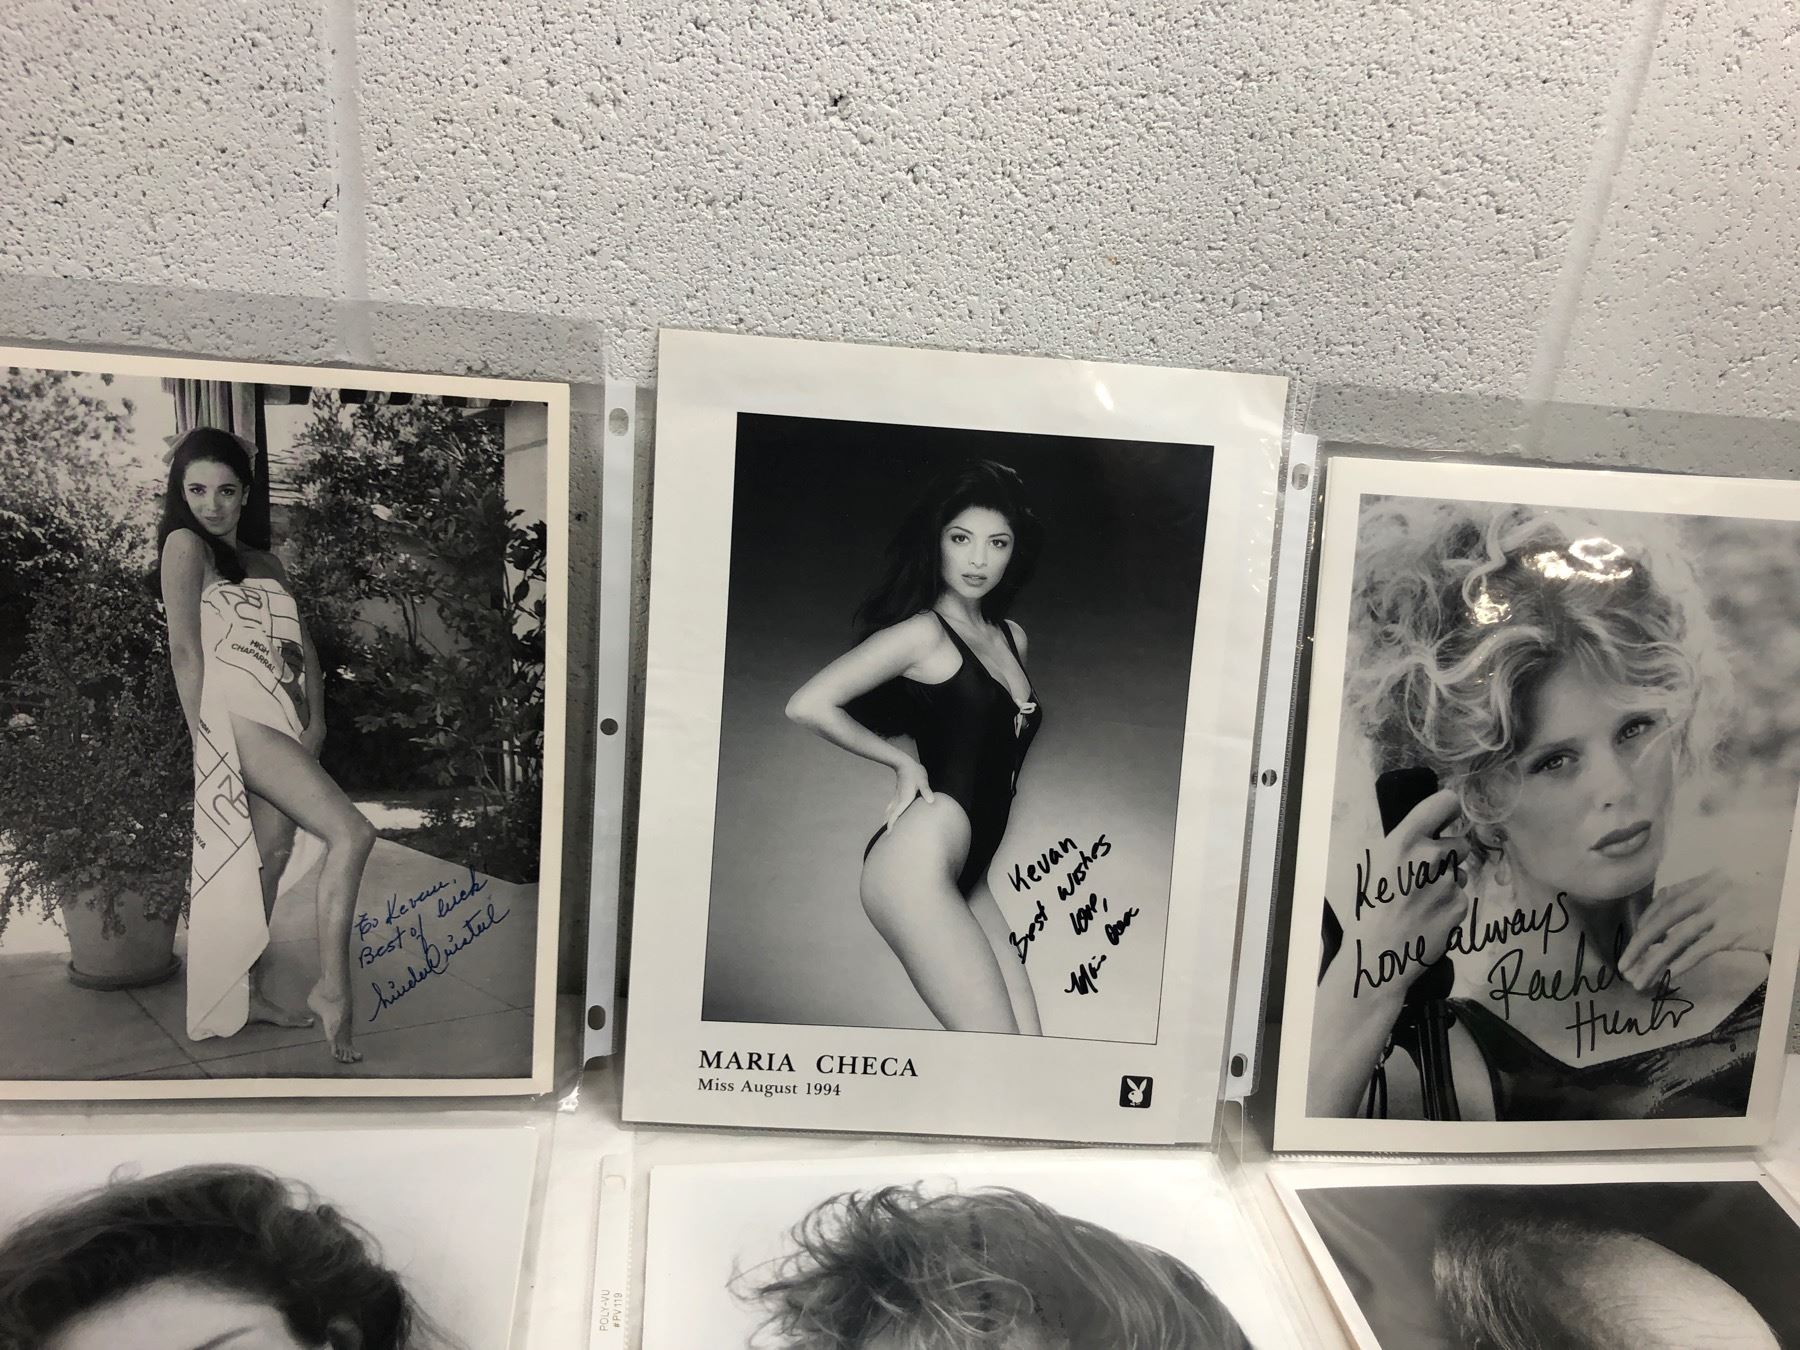 HIGH
CHAPARRAL
To Kevan,
Best of luck
Kevan
Best Wishes
Love,
MARIA CHECA
Miss August 1994
Kevan
Love always
Rachel
Hunter
POLY-VU
#PV119